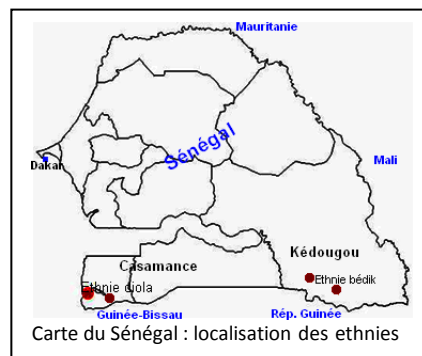 Mauritanie
Sénégal
Dakar
Mali
Kédougou
Casamance
Ethnie bédik
Ethnie diola
Guinée-Bissau
Rép. Guinée
Carte du Sénégal : localisation des ethnies